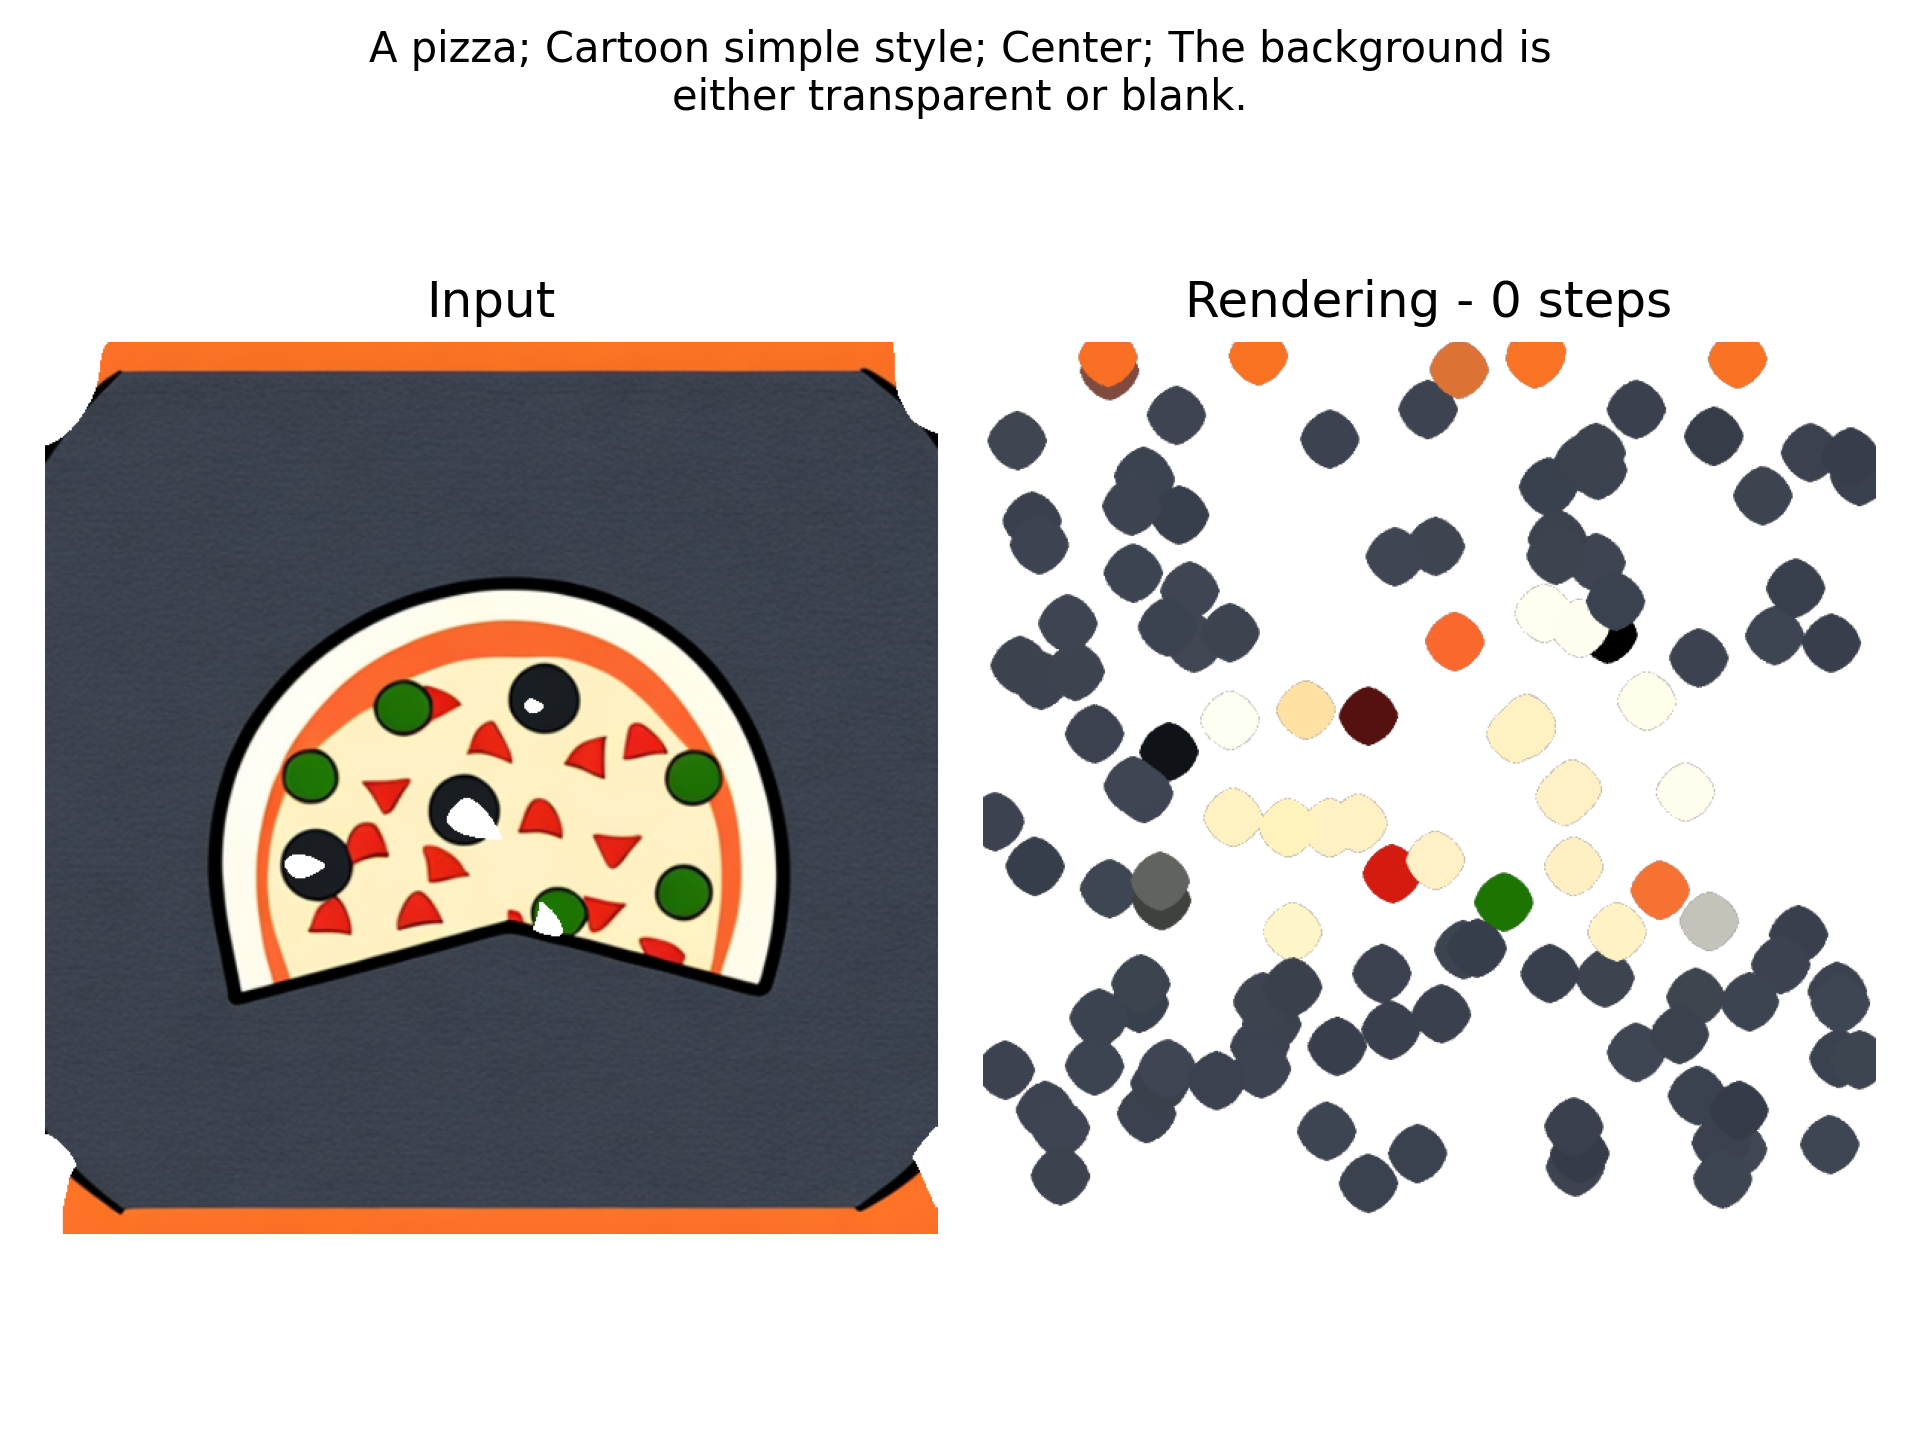 A pizza; Cartoon simple style; Center; The background is
either transparent or blank.
Input
Rendering - 0 steps